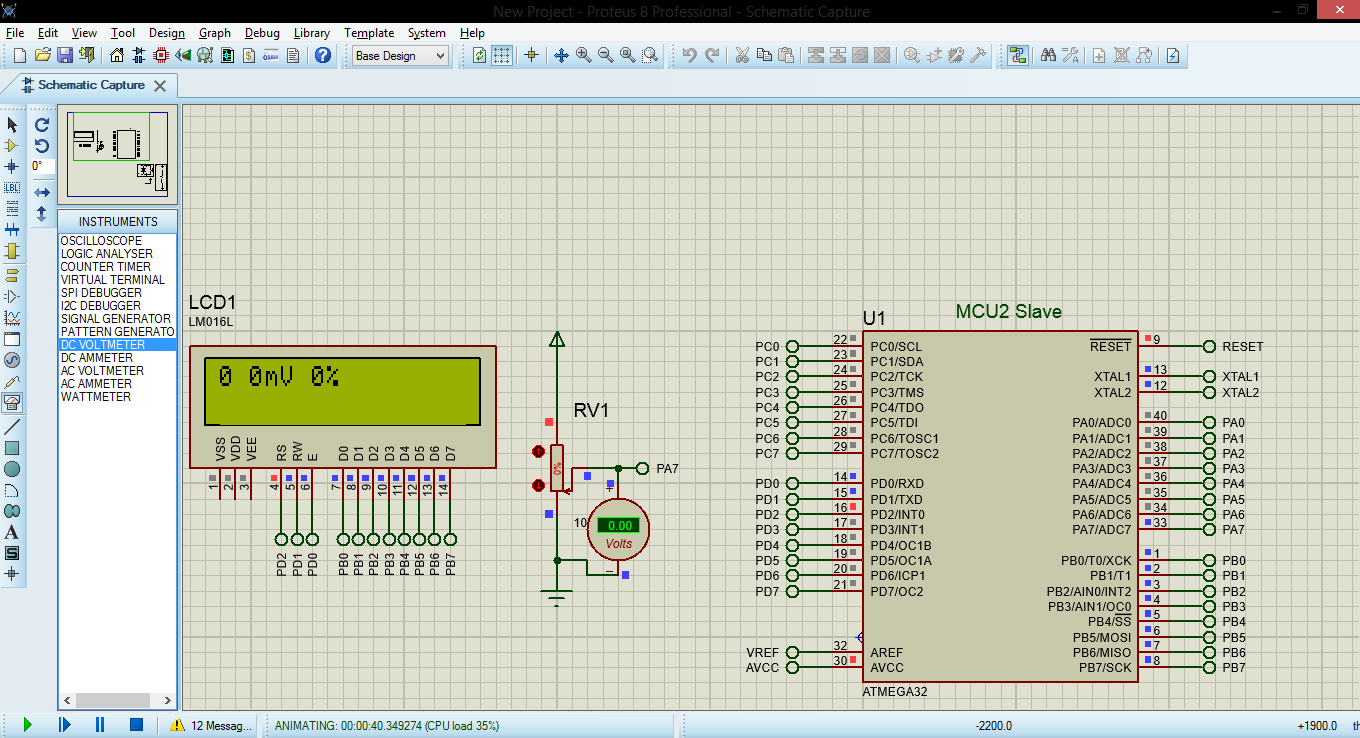 New Project - Proteus 8 Professional - Schematic Capture
File Edit View Tool Design Graph Debug Library Template System Help
Base Design
Schematic Capture
0°
LBL
A
S
INSTRUMENTS
OSCILLOSCOPE
LOGIC ANALYSER
COUNTER TIMER
VIRTUAL TERMINAL
SPI DEBUGGER
I2C DEBUGGER
SIGNAL GENERATOR
PATTERN GENERATO
DC VOLTMETER
DC AMMETER
AC VOLTMETER
AC AMMETER
WATTMETER
LCD1
LM016L
0 0mV 0%
VSS VDD VEE RS RW E D0 D1 D2 D3 D4 D5 D6 D7
1 2 3 4 5 6 7 8 9 10 11 12 13 14
PD2 PD1 PD0 PB0 PB1 PB2 PB3 PB4 PB5 PB6 PB7
RV1
0%
PA7
+
10
0.00
Volts
MCU2 Slave
U1
PC0 22 PC0/SCL RESET 9 RESET
PC1 23 PC1/SDA
PC2 24 PC2/TCK XTAL1 13 XTAL1
PC3 25 PC3/TMS XTAL2 12 XTAL2
PC4 26 PC4/TDO
PC5 27 PC5/TDI PA0/ADC0 40 PA0
PC6 28 PC6/TOSC1 PA1/ADC1 39 PA1
PC7 29 PC7/TOSC2 PA2/ADC2 38 PA2
PA3/ADC3 37 PA3
PD0 14 PD0/RXD PA4/ADC4 36 PA4
PD1 15 PD1/TXD PA5/ADC5 35 PA5
PD2 16 PD2/INT0 PA6/ADC6 34 PA6
PD3 17 PD3/INT1 PA7/ADC7 33 PA7
PD4 18 PD4/OC1B
PD5 19 PD5/OC1A PB0/T0/XCK 1 PB0
PD6 20 PD6/ICP1 PB1/T1 2 PB1
PD7 21 PD7/OC2 PB2/AIN0/INT2 3 PB2
PB3/AIN1/OC0 4 PB3
PB4/SS 5 PB4
PB5/MOSI 6 PB5
VREF 32 AREF PB6/MISO 7 PB6
AVCC 30 AVCC PB7/SCK 8 PB7
ATMEGA32
12 Messag... ANIMATING: 00:00:40.349274 (CPU load 35%) -2200.0 +1900.0 th